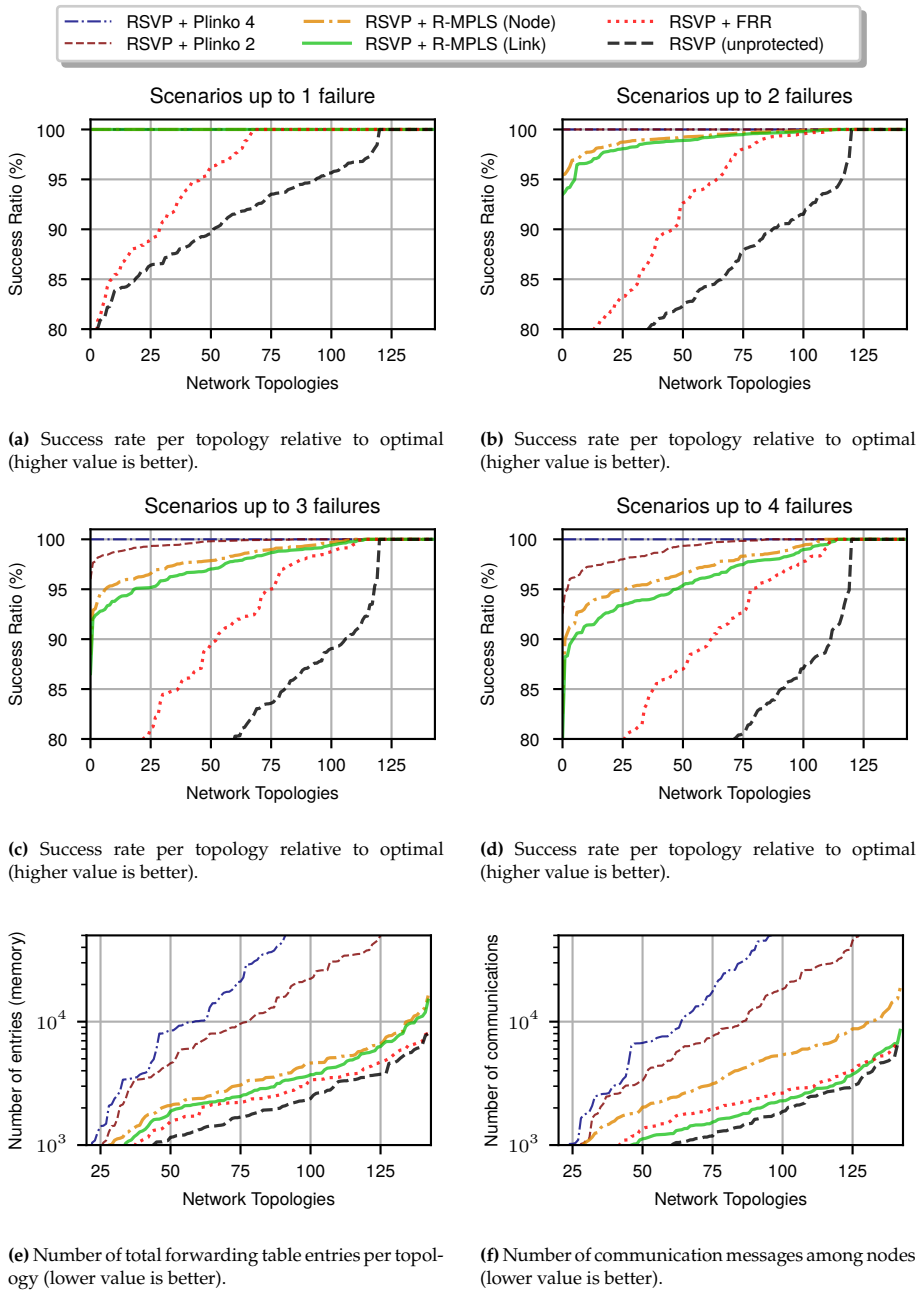 RSVP + Plinko 4 RSVP + R-MPLS (Node) RSVP + FRR
RSVP + Plinko 2 RSVP + R-MPLS (Link) RSVP (unprotected)
Scenarios up to 1 failure
Success Ratio (%)
100
95
90
85
80
0 25 50 75 100 125
Network Topologies
Scenarios up to 2 failures
Success Ratio (%)
100
95
90
85
80
0 25 50 75 100 125
Network Topologies
(a) Success rate per topology relative to optimal
(higher value is better).
(b) Success rate per topology relative to optimal
(higher value is better).
Scenarios up to 3 failures
Success Ratio (%)
100
95
90
85
80
0 25 50 75 100 125
Network Topologies
Scenarios up to 4 failures
Success Ratio (%)
100
95
90
85
80
0 25 50 75 100 125
Network Topologies
(c) Success rate per topology relative to optimal
(higher value is better).
(d) Success rate per topology relative to optimal
(higher value is better).
Number of entries (memory)
10⁴
10³
25 50 75 100 125
Network Topologies
Number of communications
10⁴
10³
25 50 75 100 125
Network Topologies
(e) Number of total forwarding table entries per topol-
ogy (lower value is better).
(f) Number of communication messages among nodes
(lower value is better).